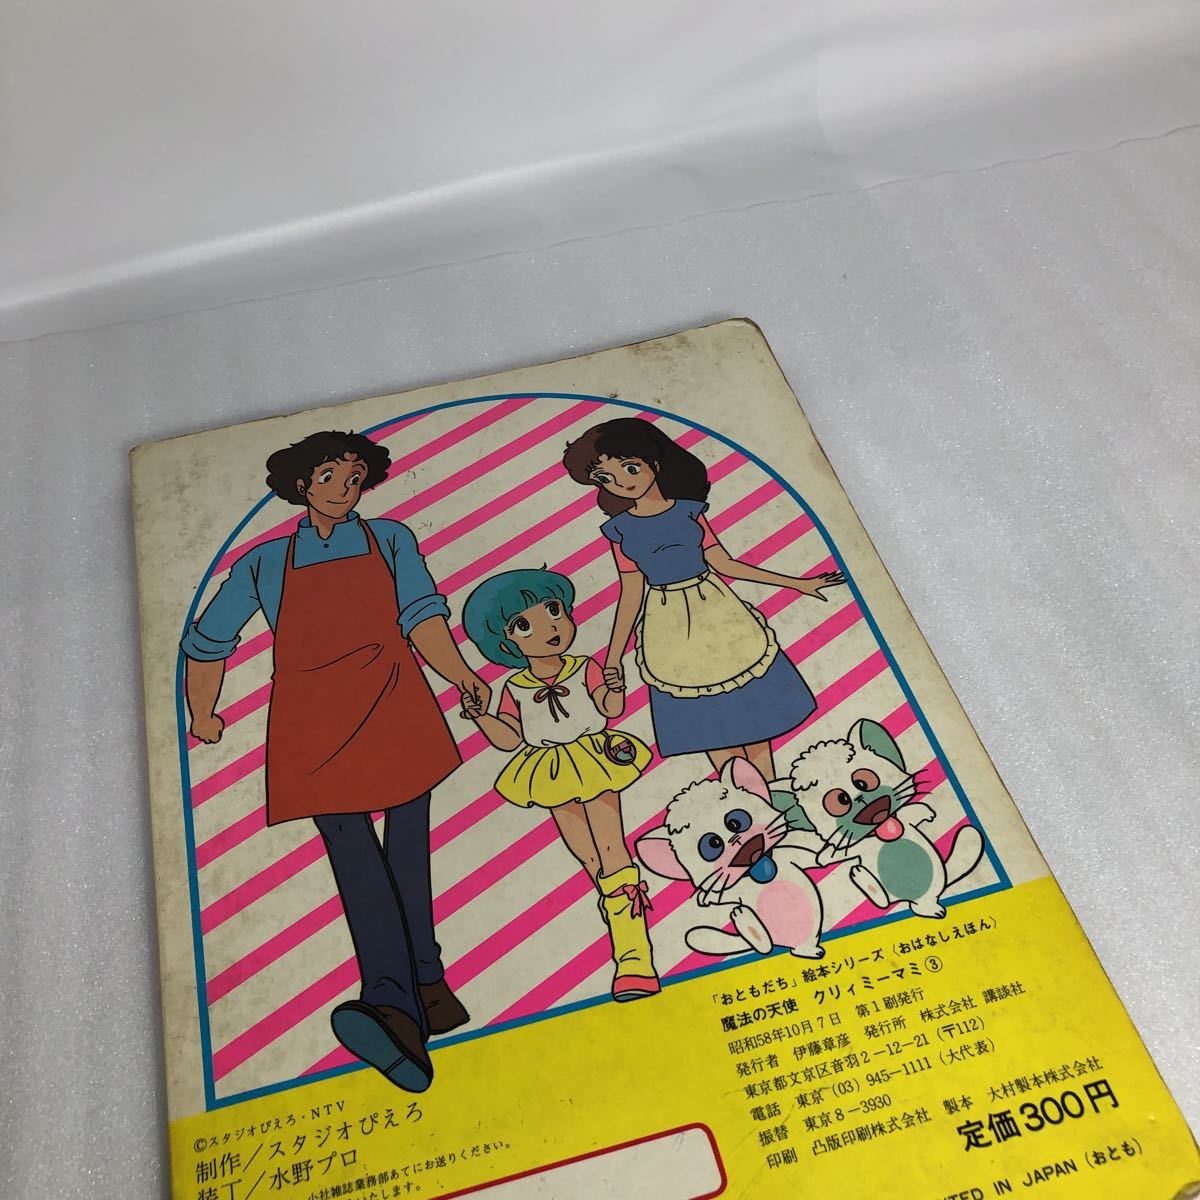 ©スタジオぴえろ・NTV
制作／スタジオぴえろ
装丁／水野プロ
小社雑誌業務部あてにお送りください。
いたします。
「おともだち」絵本シリーズ〈おはなしえほん〉
魔法の天使 クリィミーマミ③
昭和58年10月7日 第1刷発行
発行者 伊藤章彦 発行所 株式会社 講談社
東京都文京区音羽2-12-21(〒112)
電話 東京(03)945-1111(大代表)
振替 東京8-3930
印刷 凸版印刷株式会社 製本 大村製本株式会社
定価300円
NTED IN JAPAN(おとも)